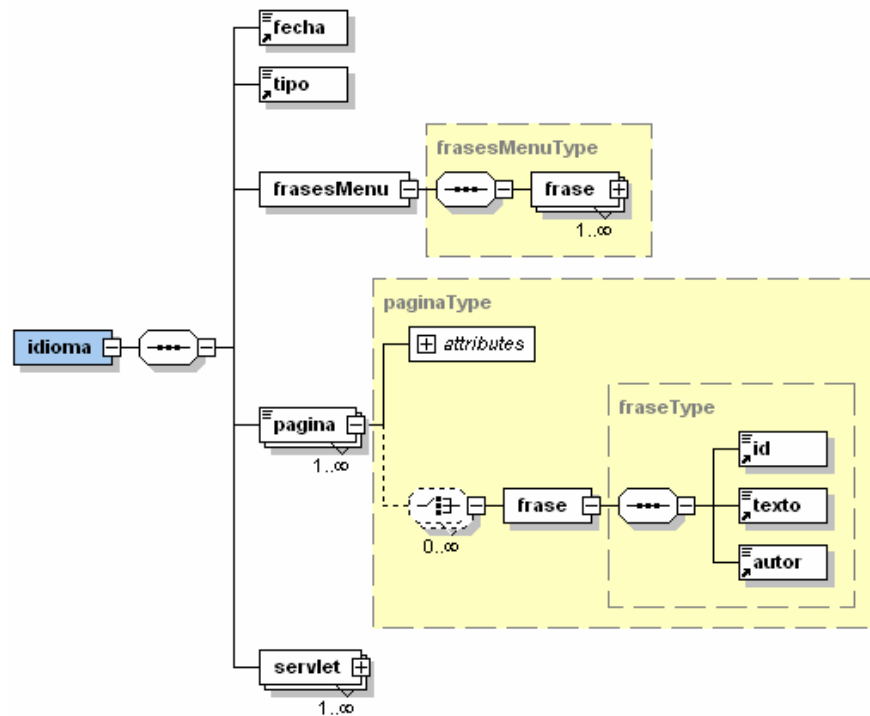 fecha
tipo
frasesMenuType
frasesMenu
frase
1..∞
paginaType
attributes
idioma
fraseType
pagina
1..∞
id
frase
texto
0..∞
autor
servlet
1..∞